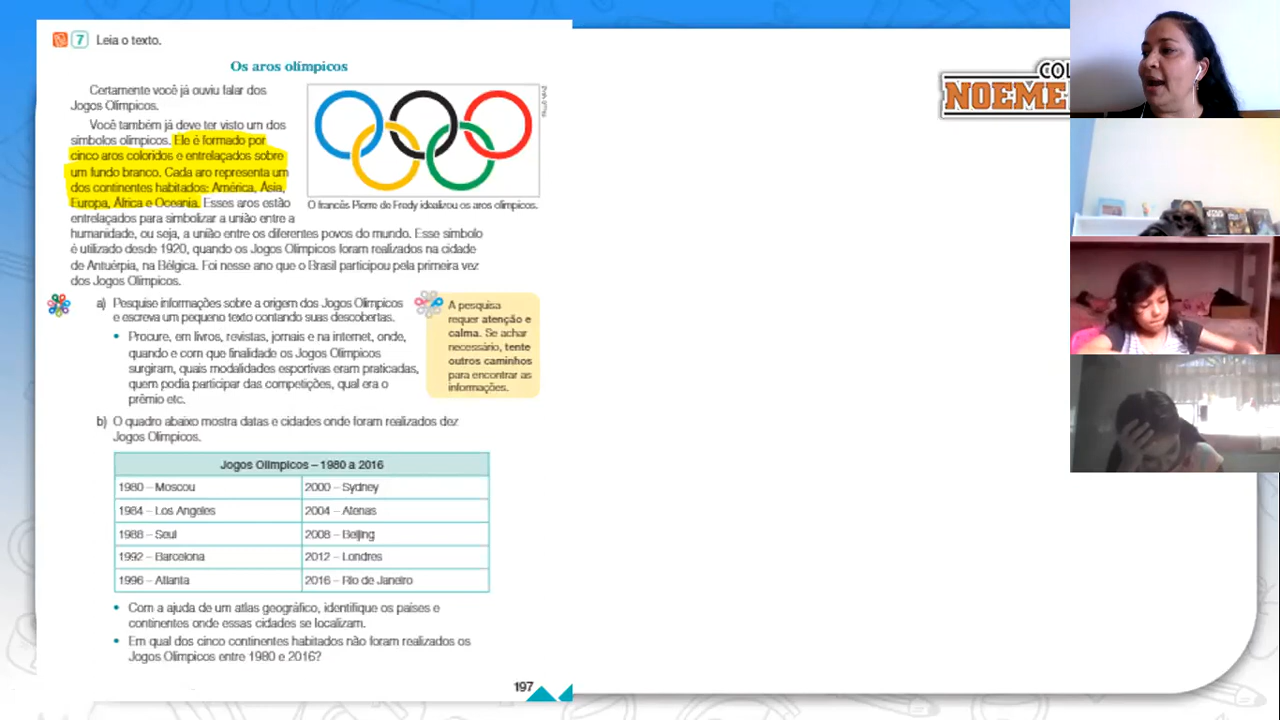 7 Leia o texto.
Os aros olímpicos
Certamente você já ouviu falar dos
Jogos Olímpicos.
Você também já deve ter visto um dos
símbolos olímpicos. Ele é formado por
cinco aros coloridos e entrelaçados sobre
um fundo branco. Cada aro representa um
dos continentes habitados: América, Ásia,
Europa, África e Oceania. Esses aros estão
entrelaçados para simbolizar a união entre a
humanidade, ou seja, a união entre os diferentes povos do mundo. Esse símbolo
é utilizado desde 1920, quando os Jogos Olímpicos foram realizados na cidade
de Antuérpia, na Bélgica. Foi nesse ano que o Brasil participou pela primeira vez
dos Jogos Olímpicos.
O francês Pierre de Fredy idealizou os aros olímpicos.
a) Pesquise informações sobre a origem dos Jogos Olímpicos
e escreva um pequeno texto contando suas descobertas.
• Procure, em livros, revistas, jornais e na internet, onde,
quando e com que finalidade os Jogos Olímpicos
surgiram, quais modalidades esportivas eram praticadas,
quem podia participar das competições, qual era o
prêmio etc.
A pesquisa
requer atenção e
calma. Se achar
necessário, tente
outros caminhos
para encontrar as
informações.
b) O quadro abaixo mostra datas e cidades onde foram realizados dez
Jogos Olímpicos.
Jogos Olímpicos – 1980 a 2016
1980 – Moscou 2000 – Sydney
1984 – Los Angeles 2004 – Atenas
1988 – Seul 2008 – Beijing
1992 – Barcelona 2012 – Londres
1996 – Atlanta 2016 – Rio de Janeiro
• Com a ajuda de um atlas geográfico, identifique os países e
continentes onde essas cidades se localizam.
• Em qual dos cinco continentes habitados não foram realizados os
Jogos Olímpicos entre 1980 e 2016?
197
COL
NOEME